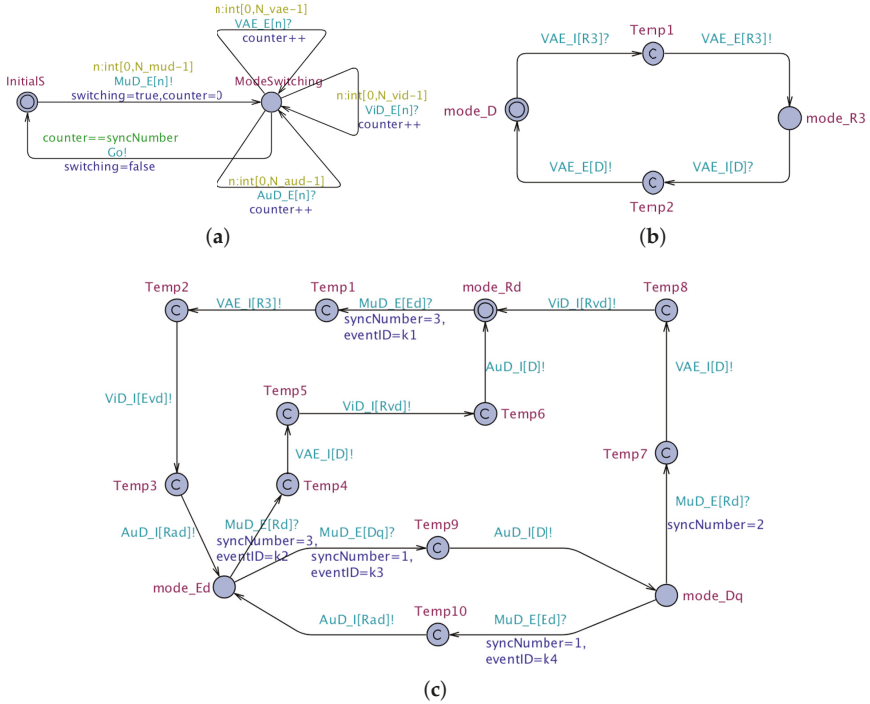 n:int[0,N_vae-1]
VAE_E[n]?
counter++
n:int[0,N_mud-1]
InitialS
MuD_E[n]!
switching=true,counter=0
ModeSwitching
n:int[0,N_vid-1]
ViD_E[n]?
counter++
counter==syncNumber
Go!
switching=false
n:int[0,N_aud-1]
AuD_E[n]?
counter++
(a)
Temp1
VAE_I[R3]?
VAE_E[R3]!
mode_D
mode_R3
VAE_E[D]!
VAE_I[D]?
Temp2
(b)
Temp2
VAE_I[R3]!
Temp1
MuD_E[Ed]?
syncNumber=3,
eventID=k1
mode_Rd
ViD_I[Rvd]!
Temp8
ViD_I[Evd]!
Temp5
ViD_I[Rvd]!
AuD_I[D]!
Temp6
VAE_I[D]!
VAE_I[D]!
Temp7
Temp3
Temp4
AuD_I[Rad]!
MuD_E[Rd]?
syncNumber=3,
eventID=k2
MuD_E[Dq]?
syncNumber=1,
eventID=k3
Temp9
AuD_I[D]!
MuD_E[Rd]?
syncNumber=2
mode_Ed
mode_Dq
AuD_I[Rad]!
Temp10
MuD_E[Ed]?
syncNumber=1,
eventID=k4
C
C
C
C
C
C
C
C
C
C
C
C
(c)